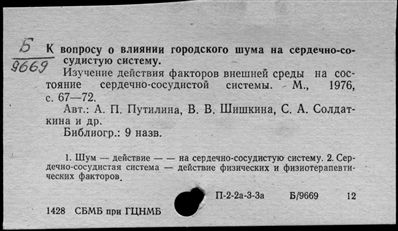 Б
9669
К вопросу о влиянии городского шума на сердечно-со-
судистую систему.
Изучение действия факторов внешней среды на сос-
тояние сердечно-сосудистой системы. - М., 1976,
с. 67—72.
Авт.: А. П. Путилина, В. В. Шишкина, С. А. Солдат-
кина и др.
Библиогр.: 9 назв.
1. Шум — действие — — на сердечно-сосудистую систему. 2. Сер-
дечно-сосудистая система — действие физических и физиотерапевти-
ческих факторов.
П-2-2а-3-3а Б/9669 12
1428 СБМБ при ГЦНМБ